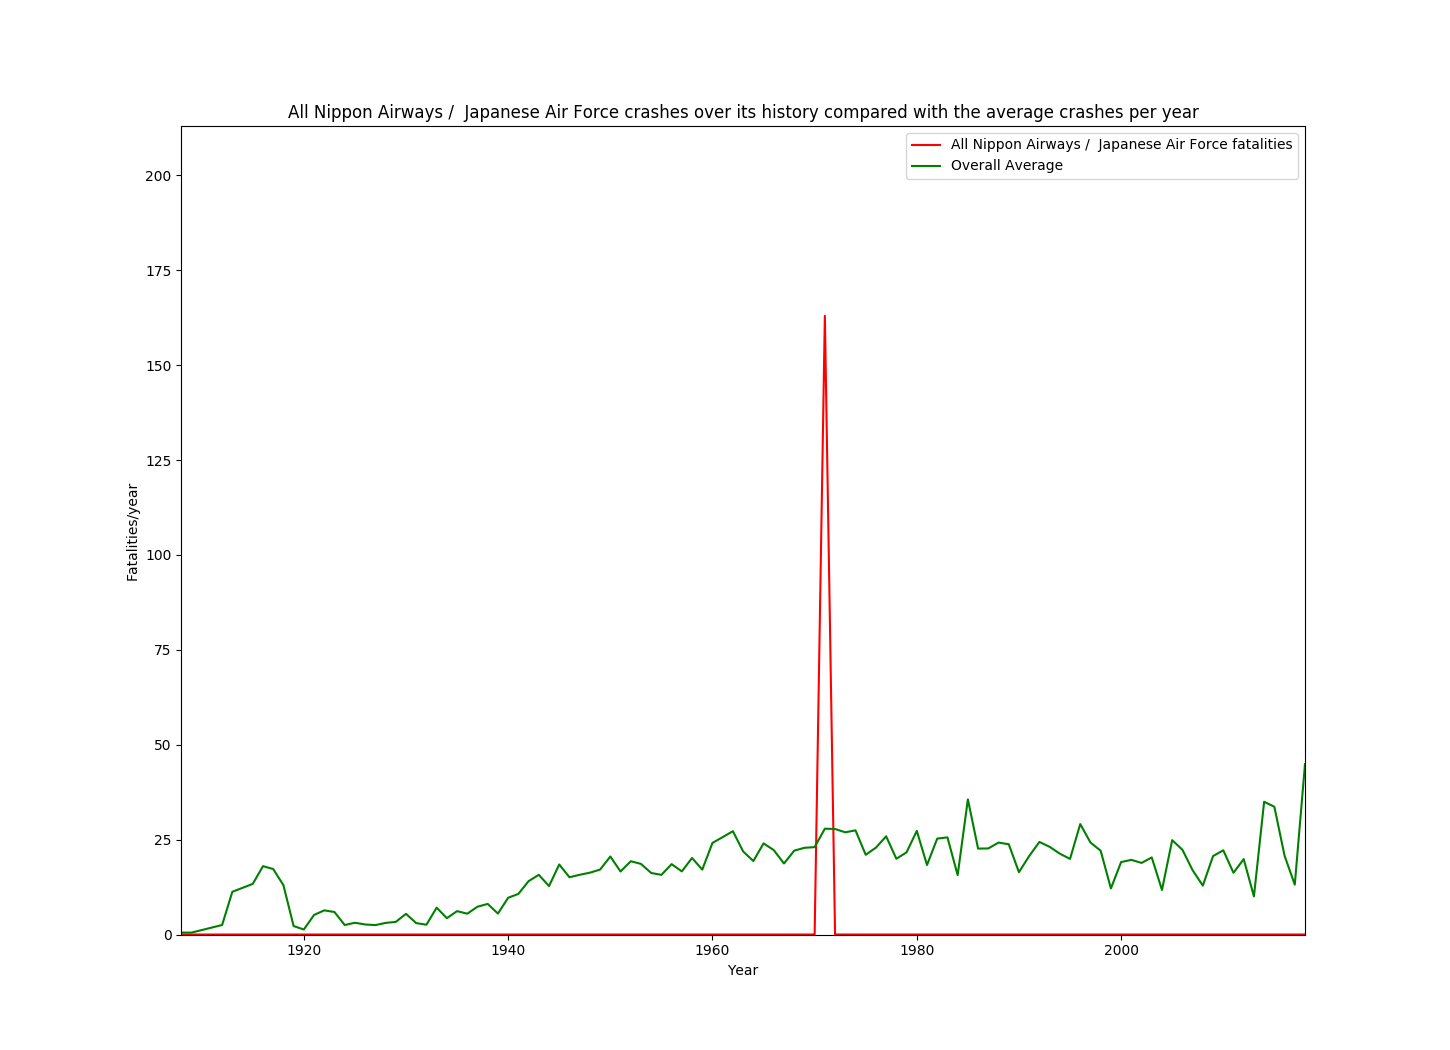 All Nippon Airways /  Japanese Air Force crashes over its history compared with the average crashes per year
All Nippon Airways /  Japanese Air Force fatalities
Overall Average
200
175
150
125
100
75
50
25
0
Fatalities/year
1920 1940 1960 1980 2000
Year